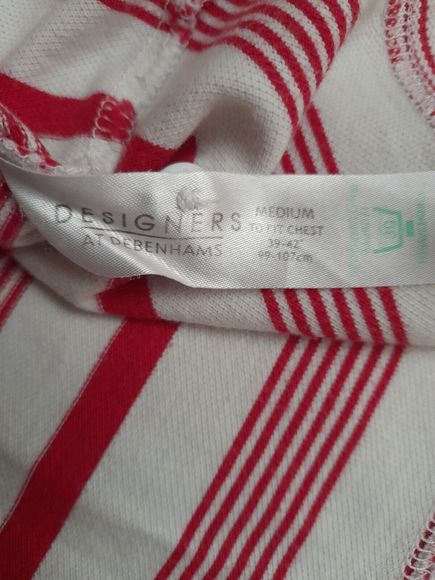 DESIGNERS
AT DEBENHAMS
MEDIUM
TO FIT CHEST
39-42"
99-107cm